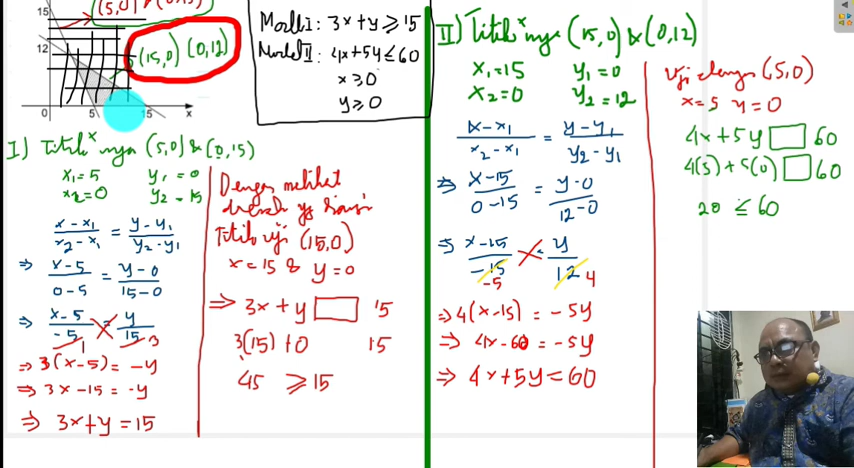 (5,0) (0,15)
15
12
(15,0) (0,12)
0
5
15
x
Model I: 3x + y ≥ 15
Model II: 4x + 5y ≤ 60
x ≥ 0
y ≥ 0
I) Titik² nya (5,0) & (0,15)
x₁ = 5 y₁ = 0
x₂ = 0 y₂ = 15
(x - x₁)/(x₂ - x₁) = (y - y₁)/(y₂ - y₁)
⇒ (x - 5)/(0 - 5) = (y - 0)/(15 - 0)
⇒ (x - 5)/(-5) = y/15
1 3
⇒ 3(x - 5) = -y
⇒ 3x - 15 = -y
⇒ 3x + y = 15
Dengan melihat
daerah yg
Titik uji (15,0)
x = 15 & y = 0
⇒ 3x + y □ 15
3(15) + 0 15
45 ≥ 15
II) Titik² nya (15,0) & (0,12)
x₁ = 15 y₁ = 0
x₂ = 0 y₂ = 12
(x - x₁)/(x₂ - x₁) = (y - y₁)/(y₂ - y₁)
⇒ (x - 15)/(0 - 15) = (y - 0)/(12 - 0)
⇒ (x - 15)/(-15) = y/12
-5 4
⇒ 4(x - 15) = -5y
⇒ 4x - 60 = -5y
⇒ 4x + 5y = 60
Uji dengan (5,0)
x = 5 y = 0
4x + 5y □ 60
4(5) + 5(0) □ 60
20 ≤ 60